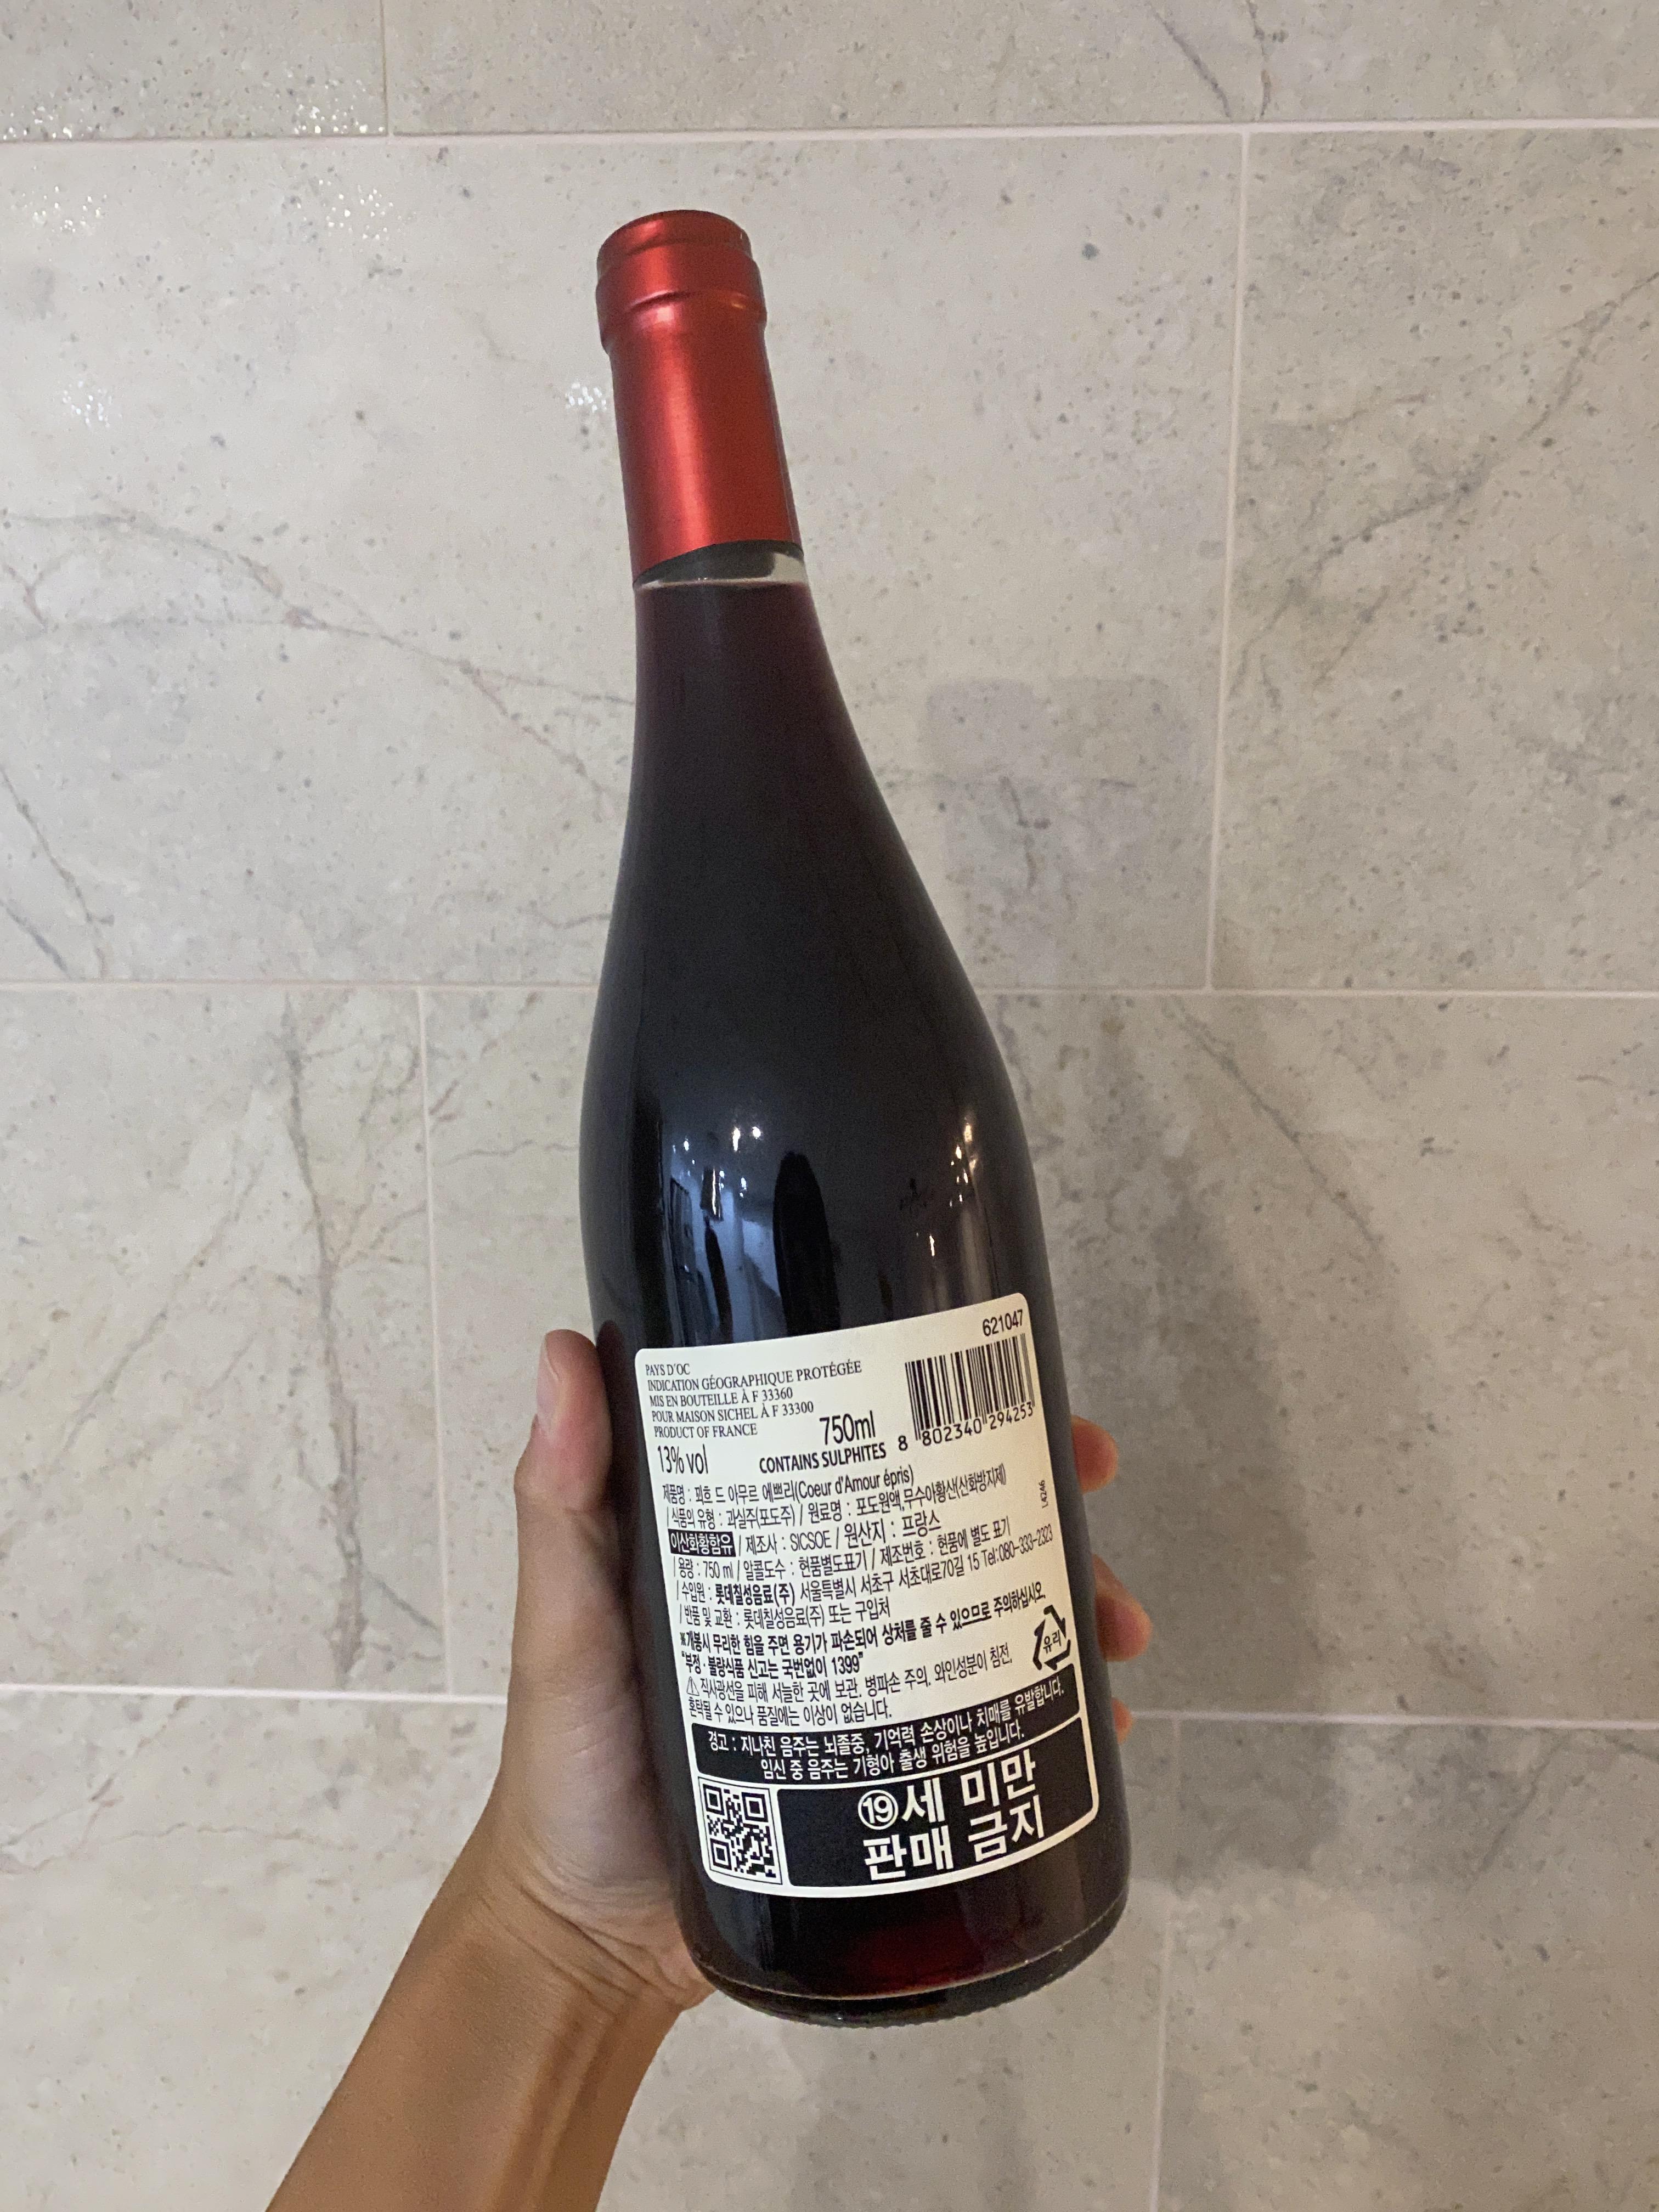 621047
PAYS D'OC
INDICATION GÉOGRAPHIQUE PROTÉGÉE
MIS EN BOUTEILLE À F 33360
POUR MAISON SICHEL À F 33300
PRODUCT OF FRANCE
750ml
13% vol
CONTAINS SULPHITES
8 802340 294253
제품명 : 꾀흐 드 아무르 에쁘리(Coeur d'Amour épris)
/ 식품의 유형 : 과실주(포도주) / 원료명 : 포도원액,무수아황산(산화방지제)
이산화황함유 / 제조사 : SICSOE / 원산지 : 프랑스
L4246
/ 용량 : 750 ml / 알콜도수 : 현품별도표기 / 제조번호 : 현품에 별도 표기
/ 수입원 : 롯데칠성음료(주) 서울특별시 서초구 서초대로70길 15 Tel:080-333-2323
/ 반품 및 교환 : 롯데칠성음료(주) 또는 구입처
※개봉시 무리한 힘을 주면 용기가 파손되어 상처를 줄 수 있으므로 주의하십시오.
"부정·불량식품 신고는 국번없이 1399"
⚠ 직사광선을 피해 서늘한 곳에 보관. 병파손 주의. 와인성분이 침전,
혼탁될 수 있으나 품질에는 이상이 없습니다.
유리
경고 : 지나친 음주는 뇌졸중, 기억력 손상이나 치매를 유발합니다.
임신 중 음주는 기형아 출생 위험을 높입니다.
⑲세 미만
판매 금지